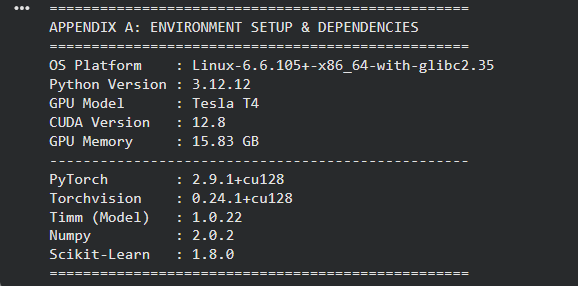 ==================================================
APPENDIX A: ENVIRONMENT SETUP & DEPENDENCIES
==================================================
OS Platform    : Linux-6.6.105+-x86_64-with-glibc2.35
Python Version : 3.12.12
GPU Model      : Tesla T4
CUDA Version   : 12.8
GPU Memory     : 15.83 GB
--------------------------------------------------
PyTorch        : 2.9.1+cu128
Torchvision    : 0.24.1+cu128
Timm (Model)   : 1.0.22
Numpy          : 2.0.2
Scikit-Learn   : 1.8.0
==================================================